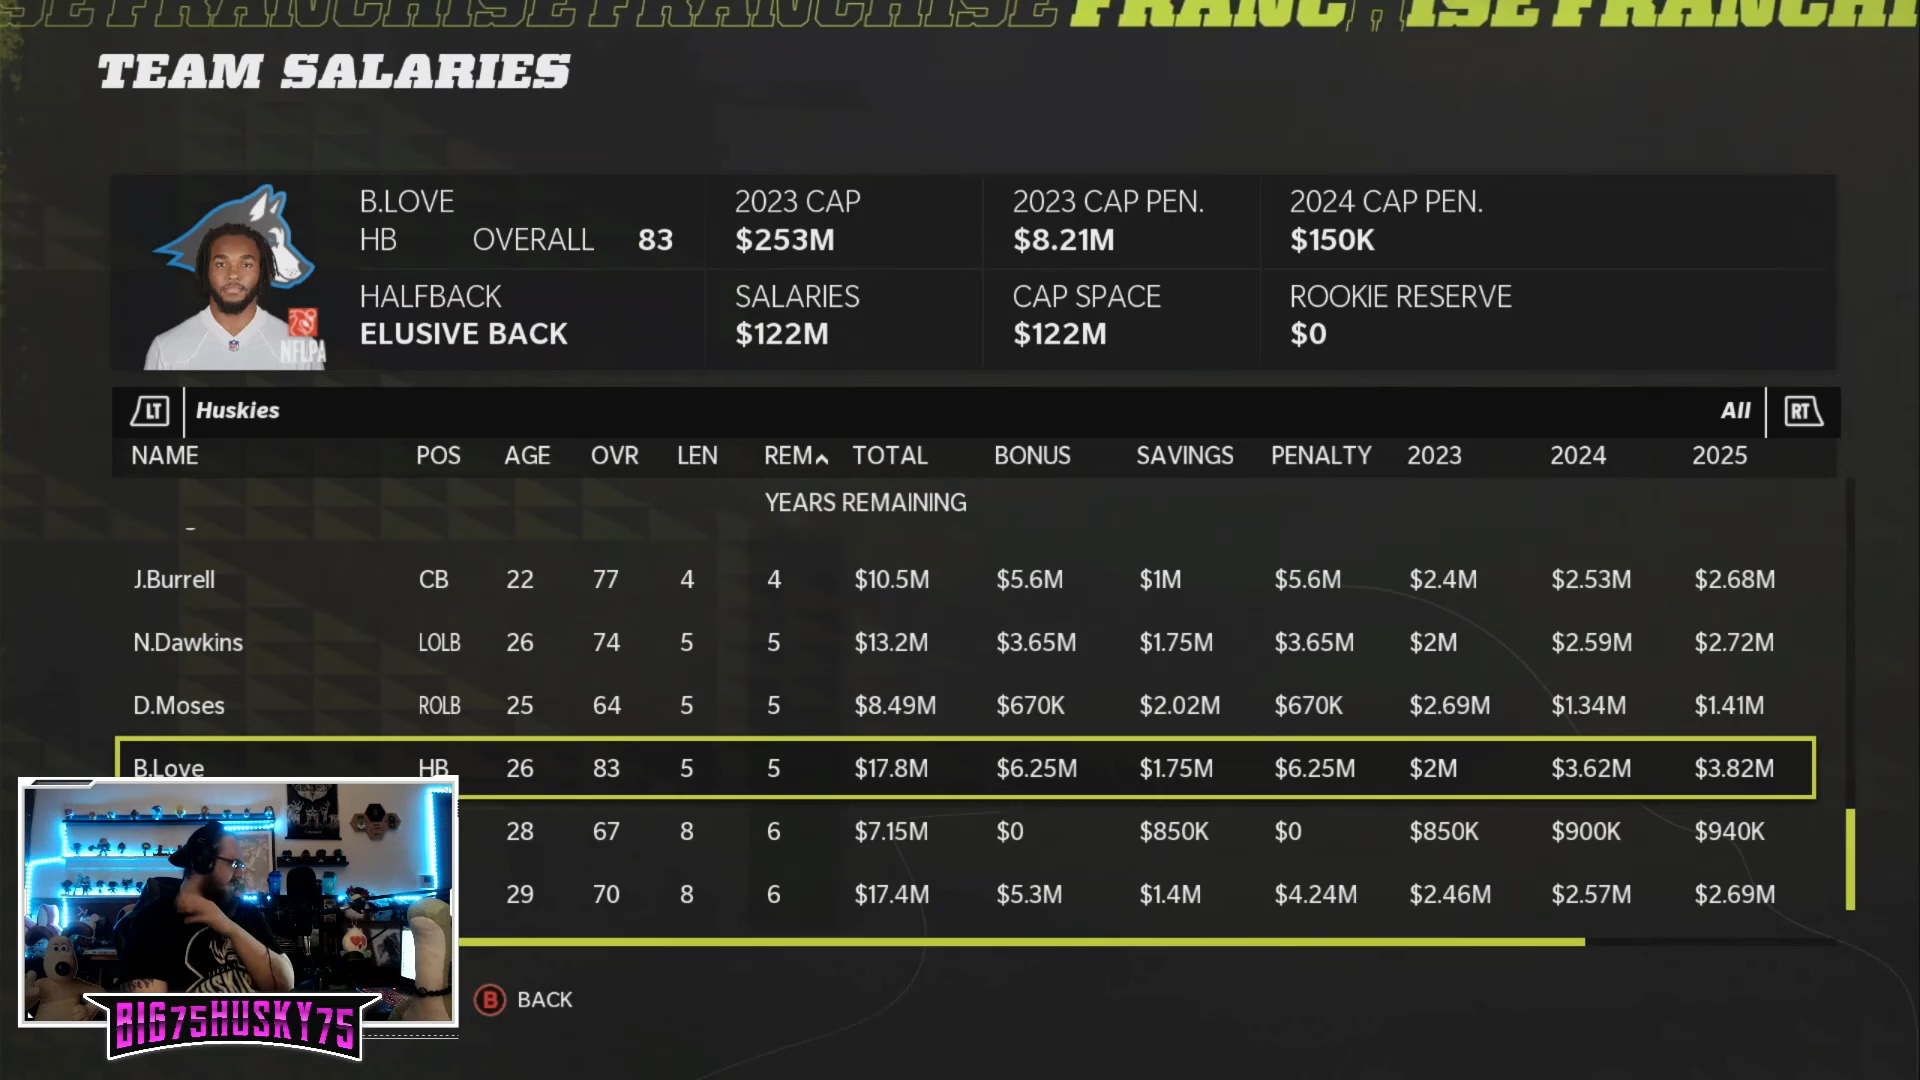 FRANCHISE FRANCHISE FRANCHISE FRANCHISE FRANCHI
TEAM SALARIES
B.LOVE
HB OVERALL 83
HALFBACK
ELUSIVE BACK
NFLPA
2023 CAP
$253M
SALARIES
$122M
2023 CAP PEN.
$8.21M
CAP SPACE
$122M
2024 CAP PEN.
$150K
ROOKIE RESERVE
$0
LT Huskies All RT
NAME POS AGE OVR LEN REM TOTAL BONUS SAVINGS PENALTY 2023 2024 2025
YEARS REMAINING
J.Burrell CB 22 77 4 4 $10.5M $5.6M $1M $5.6M $2.4M $2.53M $2.68M
N.Dawkins LOLB 26 74 5 5 $13.2M $3.65M $1.75M $3.65M $2M $2.59M $2.72M
D.Moses ROLB 25 64 5 5 $8.49M $670K $2.02M $670K $2.69M $1.34M $1.41M
B.Love HB 26 83 5 5 $17.8M $6.25M $1.75M $6.25M $2M $3.62M $3.82M
28 67 8 6 $7.15M $0 $850K $0 $850K $900K $940K
29 70 8 6 $17.4M $5.3M $1.4M $4.24M $2.46M $2.57M $2.69M
B BACK
BIG75HUSKY75